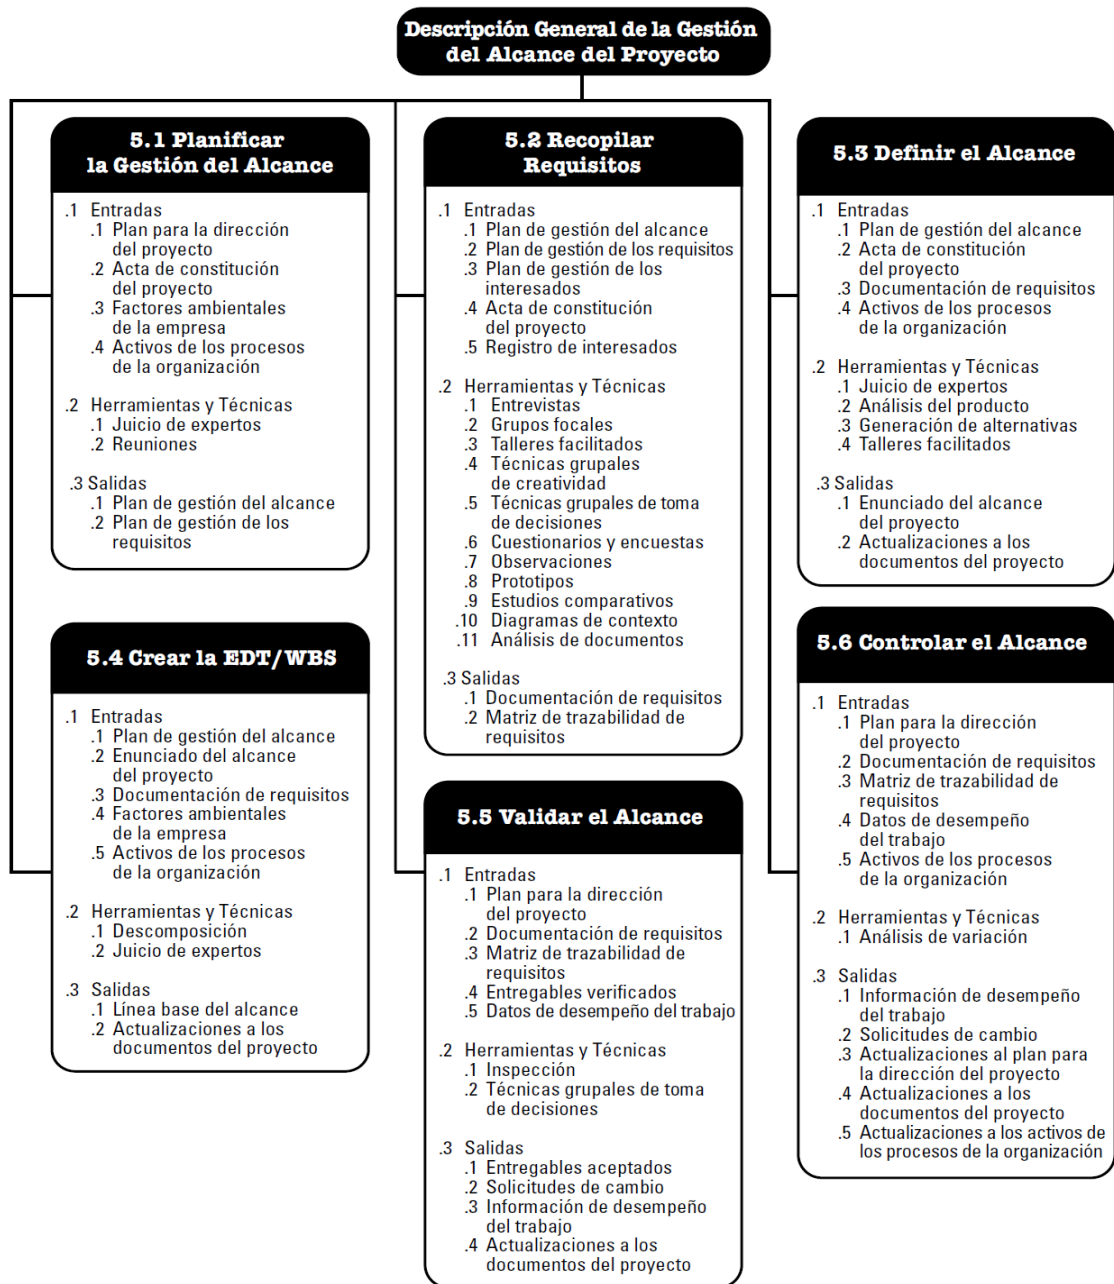 Descripción General de la Gestión
del Alcance del Proyecto
5.1 Planificar
la Gestión del Alcance
.1 Entradas
.1 Plan para la dirección
del proyecto
.2 Acta de constitución
del proyecto
.3 Factores ambientales
de la empresa
.4 Activos de los procesos
de la organización
.2 Herramientas y Técnicas
.1 Juicio de expertos
.2 Reuniones
.3 Salidas
.1 Plan de gestión del alcance
.2 Plan de gestión de los
requisitos
5.2 Recopilar
Requisitos
.1 Entradas
.1 Plan de gestión del alcance
.2 Plan de gestión de los requisitos
.3 Plan de gestión de los
interesados
.4 Acta de constitución
del proyecto
.5 Registro de interesados
.2 Herramientas y Técnicas
.1 Entrevistas
.2 Grupos focales
.3 Talleres facilitados
.4 Técnicas grupales
de creatividad
.5 Técnicas grupales de toma
de decisiones
.6 Cuestionarios y encuestas
.7 Observaciones
.8 Prototipos
.9 Estudios comparativos
.10 Diagramas de contexto
.11 Análisis de documentos
.3 Salidas
.1 Documentación de requisitos
.2 Matriz de trazabilidad de
requisitos
5.3 Definir el Alcance
.1 Entradas
.1 Plan de gestión del alcance
.2 Acta de constitución
del proyecto
.3 Documentación de requisitos
.4 Activos de los procesos
de la organización
.2 Herramientas y Técnicas
.1 Juicio de expertos
.2 Análisis del producto
.3 Generación de alternativas
.4 Talleres facilitados
.3 Salidas
.1 Enunciado del alcance
del proyecto
.2 Actualizaciones a los
documentos del proyecto
5.4 Crear la EDT/WBS
.1 Entradas
.1 Plan de gestión del alcance
.2 Enunciado del alcance
del proyecto
.3 Documentación de requisitos
.4 Factores ambientales
de la empresa
.5 Activos de los procesos
de la organización
.2 Herramientas y Técnicas
.1 Descomposición
.2 Juicio de expertos
.3 Salidas
.1 Línea base del alcance
.2 Actualizaciones a los
documentos del proyecto
5.5 Validar el Alcance
.1 Entradas
.1 Plan para la dirección
del proyecto
.2 Documentación de requisitos
.3 Matriz de trazabilidad de
requisitos
.4 Entregables verificados
.5 Datos de desempeño del trabajo
.2 Herramientas y Técnicas
.1 Inspección
.2 Técnicas grupales de toma
de decisiones
.3 Salidas
.1 Entregables aceptados
.2 Solicitudes de cambio
.3 Información de desempeño
del trabajo
.4 Actualizaciones a los
documentos del proyecto
5.6 Controlar el Alcance
.1 Entradas
.1 Plan para la dirección
del proyecto
.2 Documentación de requisitos
.3 Matriz de trazabilidad de
requisitos
.4 Datos de desempeño
del trabajo
.5 Activos de los procesos
de la organización
.2 Herramientas y Técnicas
.1 Análisis de variación
.3 Salidas
.1 Información de desempeño
del trabajo
.2 Solicitudes de cambio
.3 Actualizaciones al plan para
la dirección del proyecto
.4 Actualizaciones a los
documentos del proyecto
.5 Actualizaciones a los activos de
los procesos de la organización